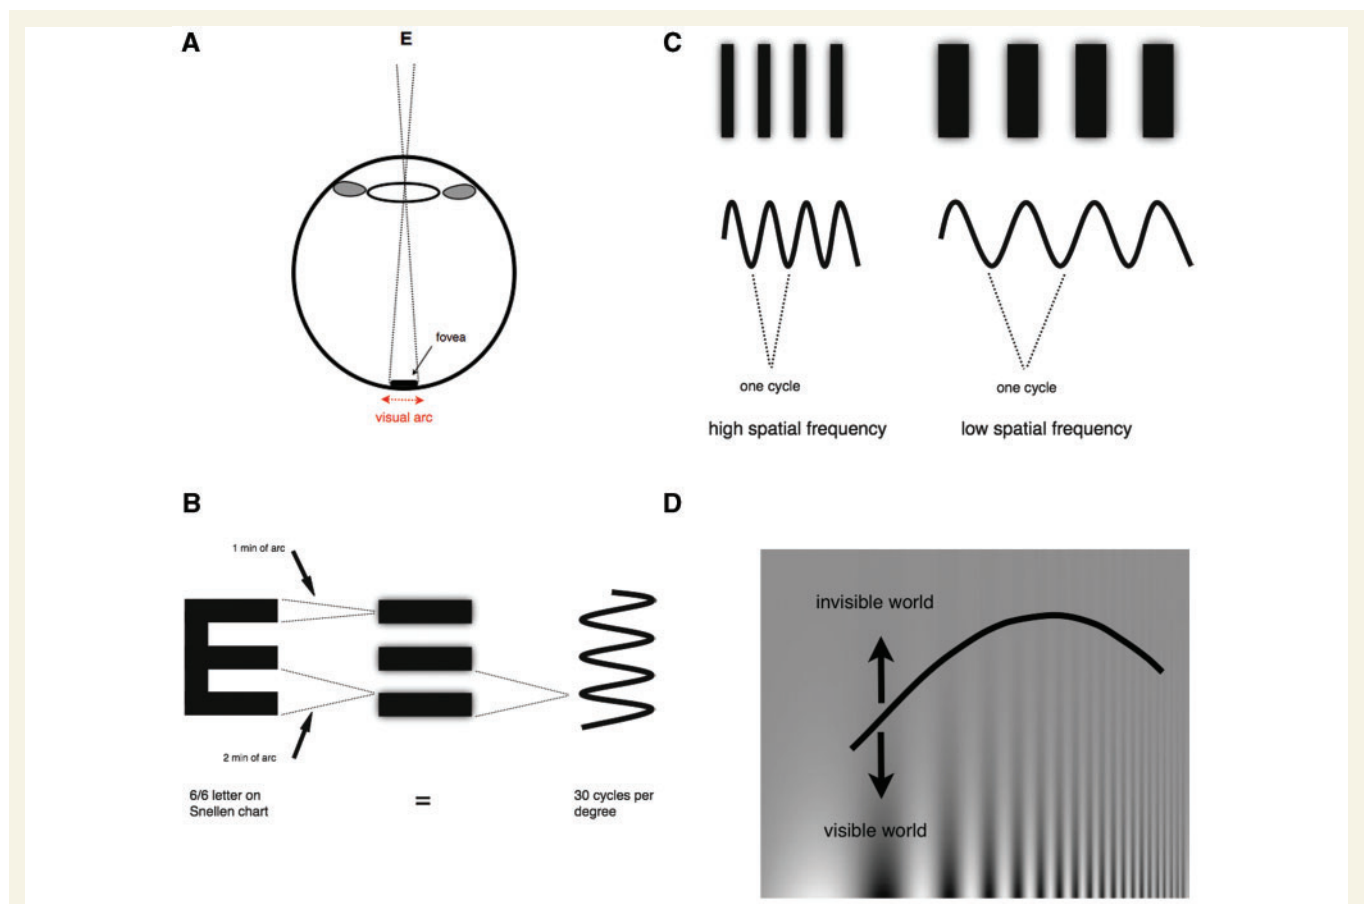 A
E
fovea
visual arc
B
1 min of arc
2 min of arc
6/6 letter on
Snellen chart
=
30 cycles per
degree
C
one cycle
one cycle
high spatial frequency
low spatial frequency
D
invisible world
visible world